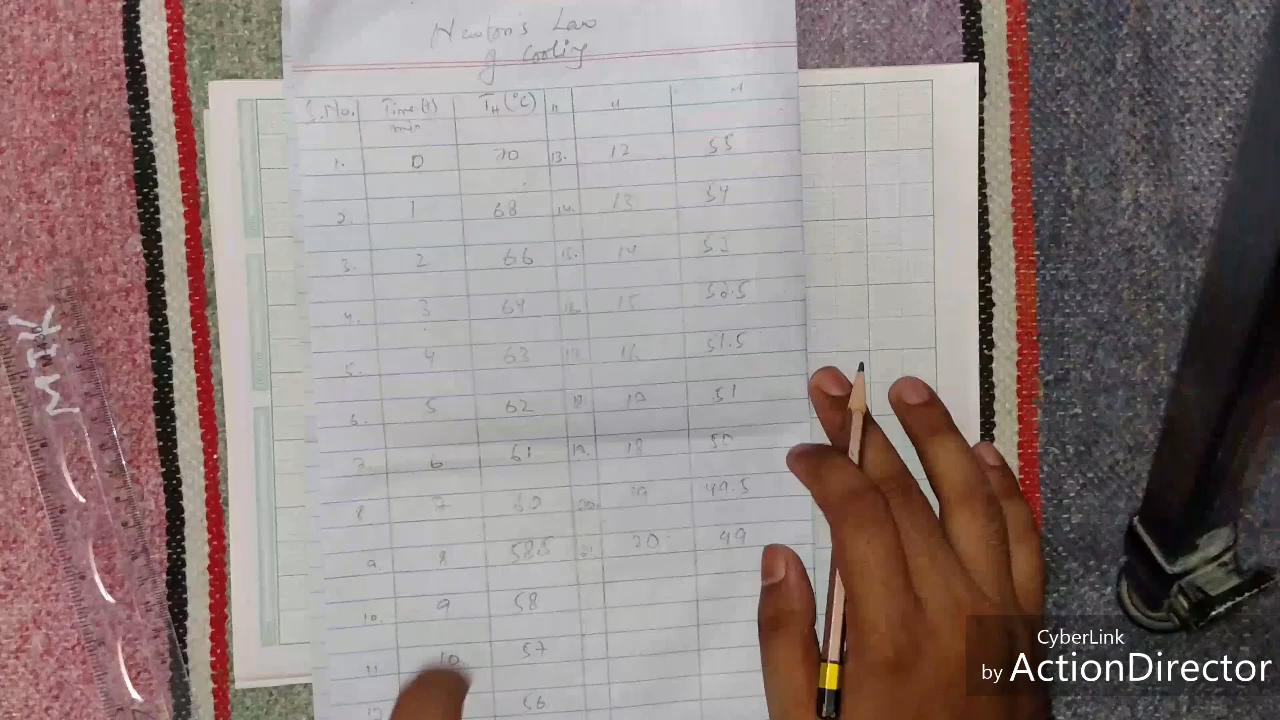 Newton's Law
of Cooling
S.No. Time (t) min TH (°C) " " "
1. 0 70 13. 12 55
2. 1 68 14. 13 54
3. 2 66 15. 14 52
4. 3 64 16. 15 52.5
5. 4 63 17. 16 51.5
6. 5 62 18 17 51
7. 6 61 19. 18 50
8 7 60 20. 19 49.5
9. 8 58.5 21. 20 49
10. 9 58
11 10 57
12 56
CyberLink
by ActionDirector